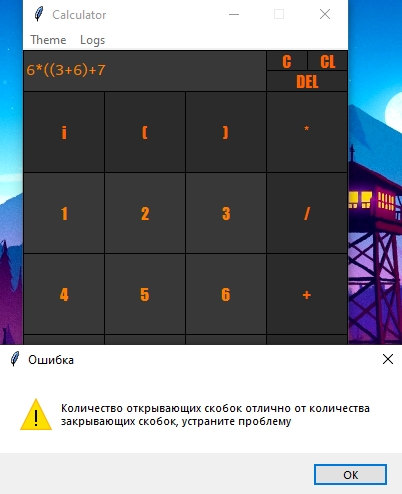 Calculator
Theme Logs
6*((3+6)+7
C CL
DEL
i ( ) *
1 2 3 /
4 5 6 +
Ошибка
Количество открывающих скобок отлично от количества
закрывающих скобок, устраните проблему
OK